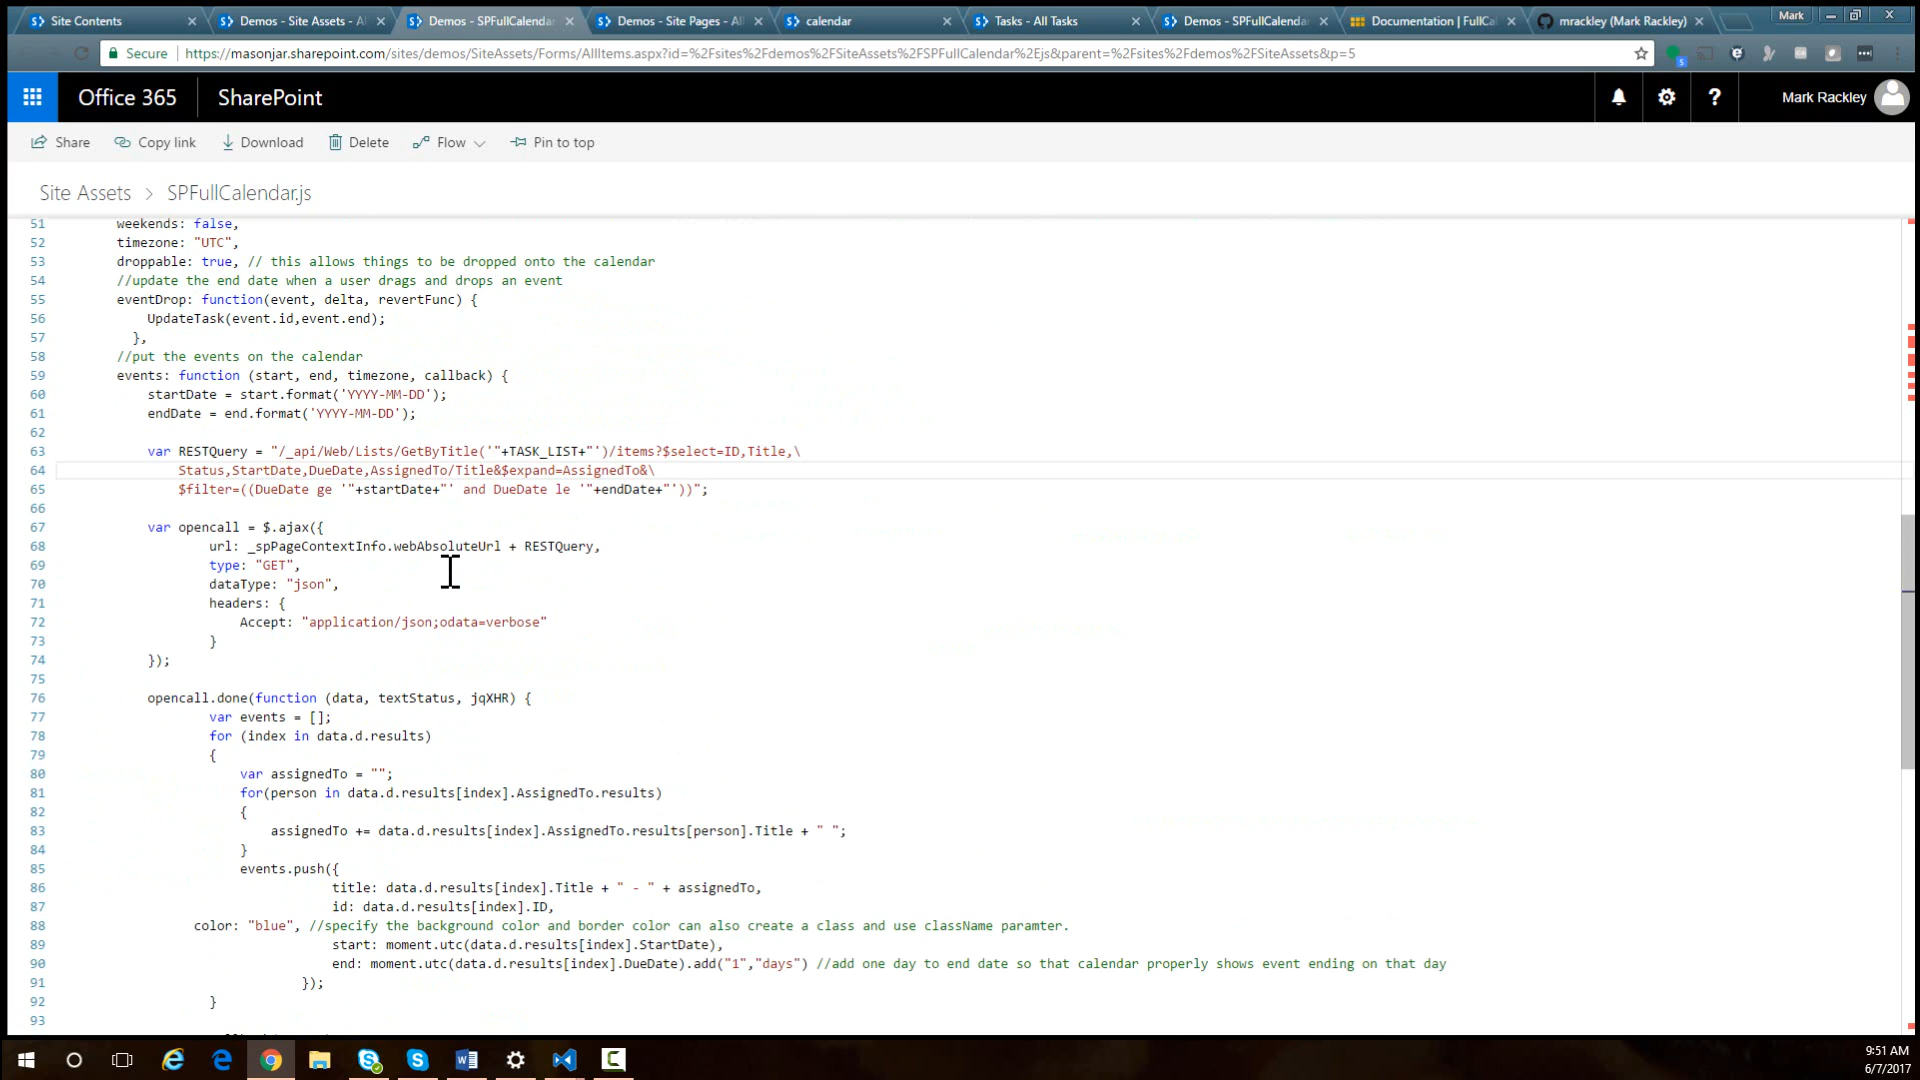 Site Contents
Demos - Site Assets - A
Demos - SPFullCalenda
Demos - Site Pages - All
calendar
Tasks - All Tasks
Demos - SPFullCalenda
Documentation | FullCa
mrackley (Mark Rackley)
Mark
Secure
https://masonjar.sharepoint.com/sites/demos/SiteAssets/Forms/AllItems.aspx?id=%2Fsites%2Fdemos%2FSiteAssets%2FSPFullCalendar%2Ejs&parent=%2Fsites%2Fdemos%2FSiteAssets&p=5
Office 365
SharePoint
Mark Rackley
Share
Copy link
Download
Delete
Flow
Pin to top
Site Assets > SPFullCalendar.js
51 weekends: false,
52 timezone: "UTC",
53 droppable: true, // this allows things to be dropped onto the calendar
54 //update the end date when a user drags and drops an event
55 eventDrop: function(event, delta, revertFunc) {
56 UpdateTask(event.id,event.end);
57 },
58 //put the events on the calendar
59 events: function (start, end, timezone, callback) {
60 startDate = start.format('YYYY-MM-DD');
61 endDate = end.format('YYYY-MM-DD');
62
63 var RESTQuery = "/_api/Web/Lists/GetByTitle('"+TASK_LIST+"')/items?$select=ID,Title,\
64 Status,StartDate,DueDate,AssignedTo/Title&$expand=AssignedTo&\
65 $filter=((DueDate ge '"+startDate+"' and DueDate le '"+endDate+"'))";
66
67 var opencall = $.ajax({
68 url: _spPageContextInfo.webAbsoluteUrl + RESTQuery,
69 type: "GET",
70 dataType: "json",
71 headers: {
72 Accept: "application/json;odata=verbose"
73 }
74 });
75
76 opencall.done(function (data, textStatus, jqXHR) {
77 var events = [];
78 for (index in data.d.results)
79 {
80 var assignedTo = "";
81 for(person in data.d.results[index].AssignedTo.results)
82 {
83 assignedTo += data.d.results[index].AssignedTo.results[person].Title + " ";
84 }
85 events.push({
86 title: data.d.results[index].Title + " - " + assignedTo,
87 id: data.d.results[index].ID,
88 color: "blue", //specify the background color and border color can also create a class and use className paramter.
89 start: moment.utc(data.d.results[index].StartDate),
90 end: moment.utc(data.d.results[index].DueDate).add("1","days") //add one day to end date so that calendar properly shows event ending on that day
91 });
92 }
93
9:51 AM
6/7/2017